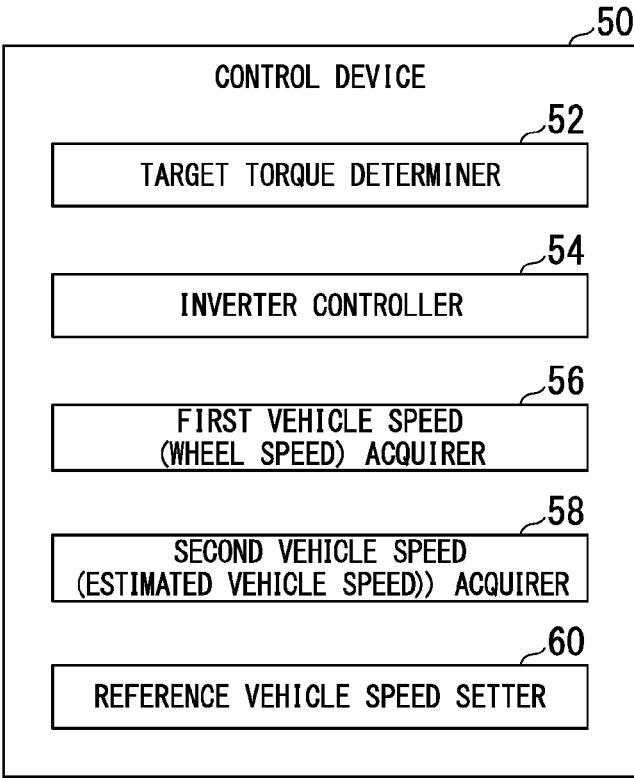 50
CONTROL DEVICE
52
TARGET TORQUE DETERMINER
54
INVERTER CONTROLLER
56
FIRST VEHICLE SPEED
(WHEEL SPEED) ACQUIRER
58
SECOND VEHICLE SPEED
(ESTIMATED VEHICLE SPEED)) ACQUIRER
60
REFERENCE VEHICLE SPEED SETTER